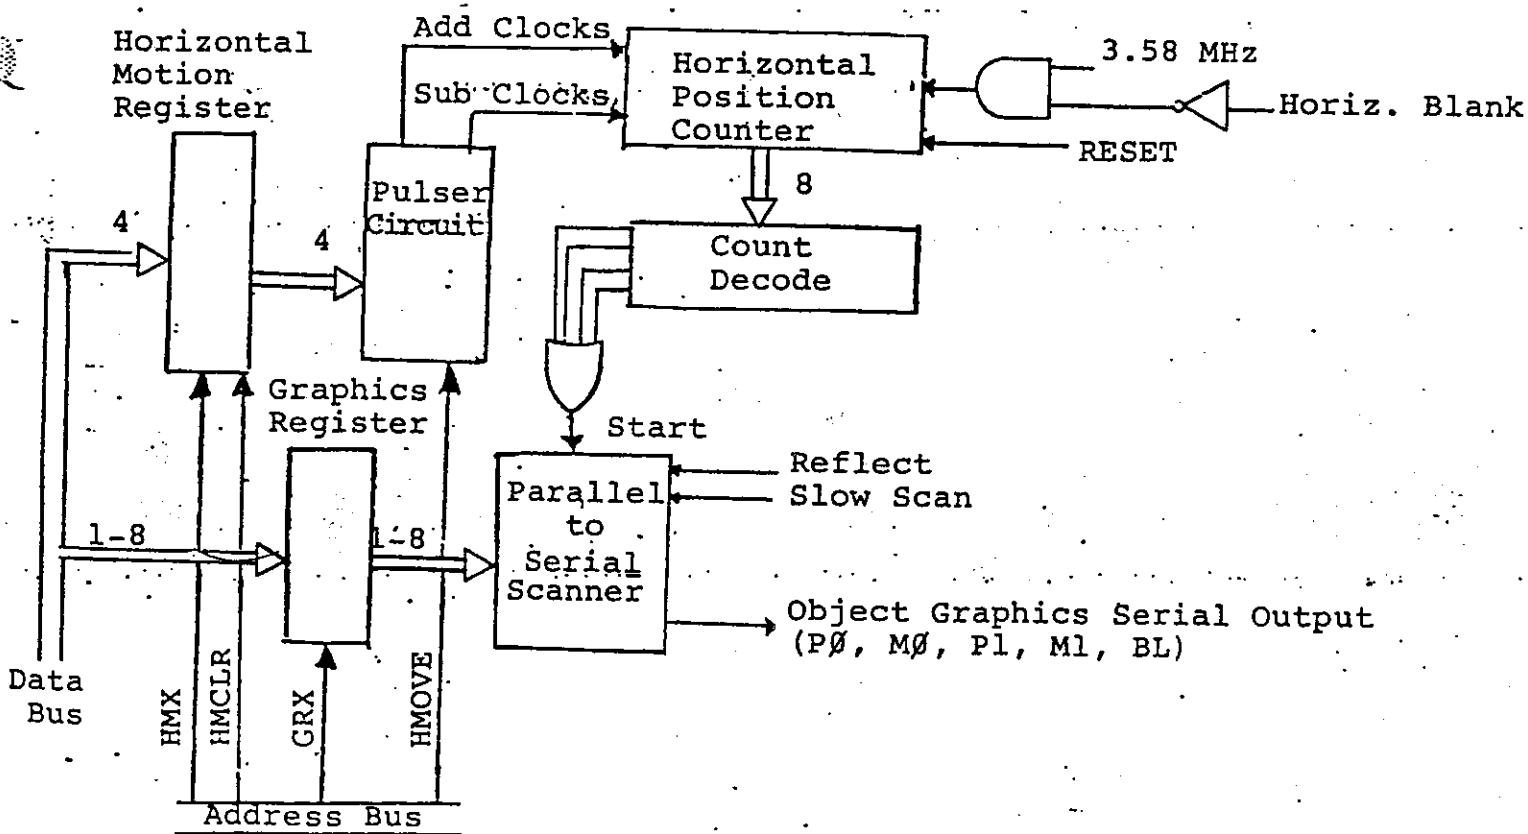 Add Clocks
Horizontal
Motion
Register
Sub Clocks
Horizontal
Position
Counter
3.58 MHz
Horiz. Blank
RESET
8
4
Pulser
Circuit
4
Count
Decode
Graphics
Register
Start
Reflect
Slow Scan
Parallel
to
Serial
Scanner
1-8
1-8
Object Graphics Serial Output
(PØ, MØ, P1, M1, BL)
Data
Bus
HMX
HMCLR
GRX
HMOVE
Address Bus